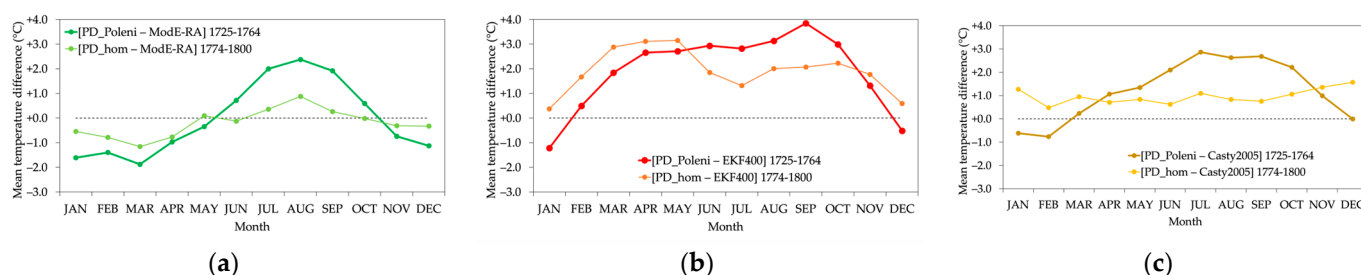 Mean temperature difference (°C)
+4.0
+3.0
+2.0
+1.0
+0.0
−1.0
−2.0
−3.0
[PD_Poleni – ModE-RA] 1725-1764
[PD_hom – ModE-RA] 1774-1800
JAN FEB MAR APR MAY JUN JUL AUG SEP OCT NOV DEC
Month
(a)
Mean temperature difference (°C)
+4.0
+3.0
+2.0
+1.0
+0.0
−1.0
−2.0
−3.0
[PD_Poleni – EKF400] 1725-1764
[PD_hom – EKF400] 1774-1800
JAN FEB MAR APR MAY JUN JUL AUG SEP OCT NOV DEC
Month
(b)
Mean temperature difference (°C)
+4.0
+3.0
+2.0
+1.0
+0.0
−1.0
−2.0
−3.0
[PD_Poleni – Casty2005] 1725-1764
[PD_hom – Casty2005] 1774-1800
JAN FEB MAR APR MAY JUN JUL AUG SEP OCT NOV DEC
Month
(c)